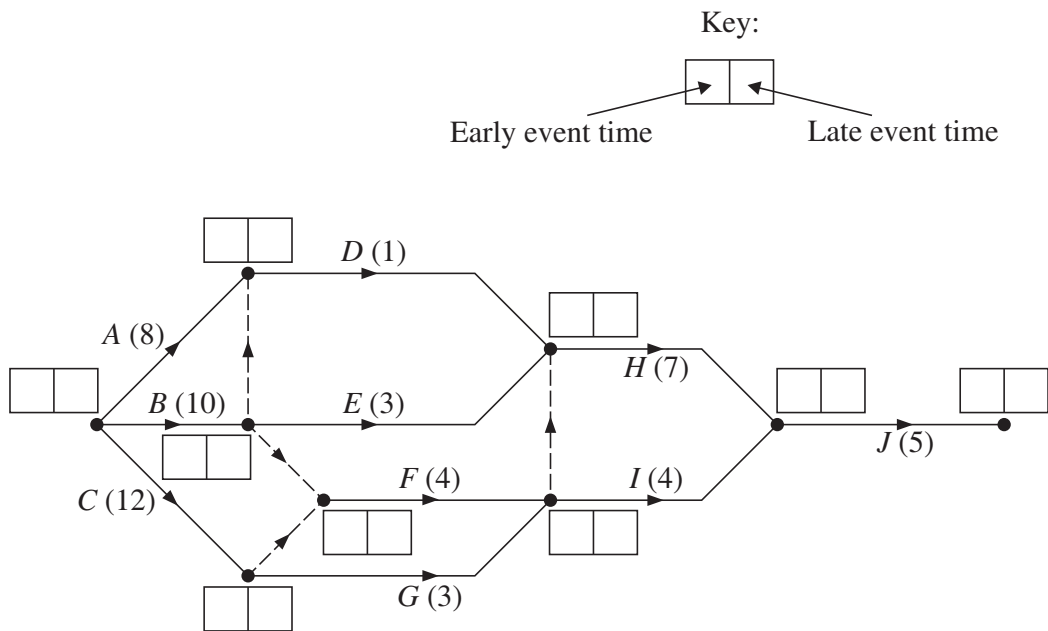 Key:
Early event time
Late event time
D (1)
A (8)
H (7)
B (10)
E (3)
J (5)
C (12)
F (4)
I (4)
G (3)